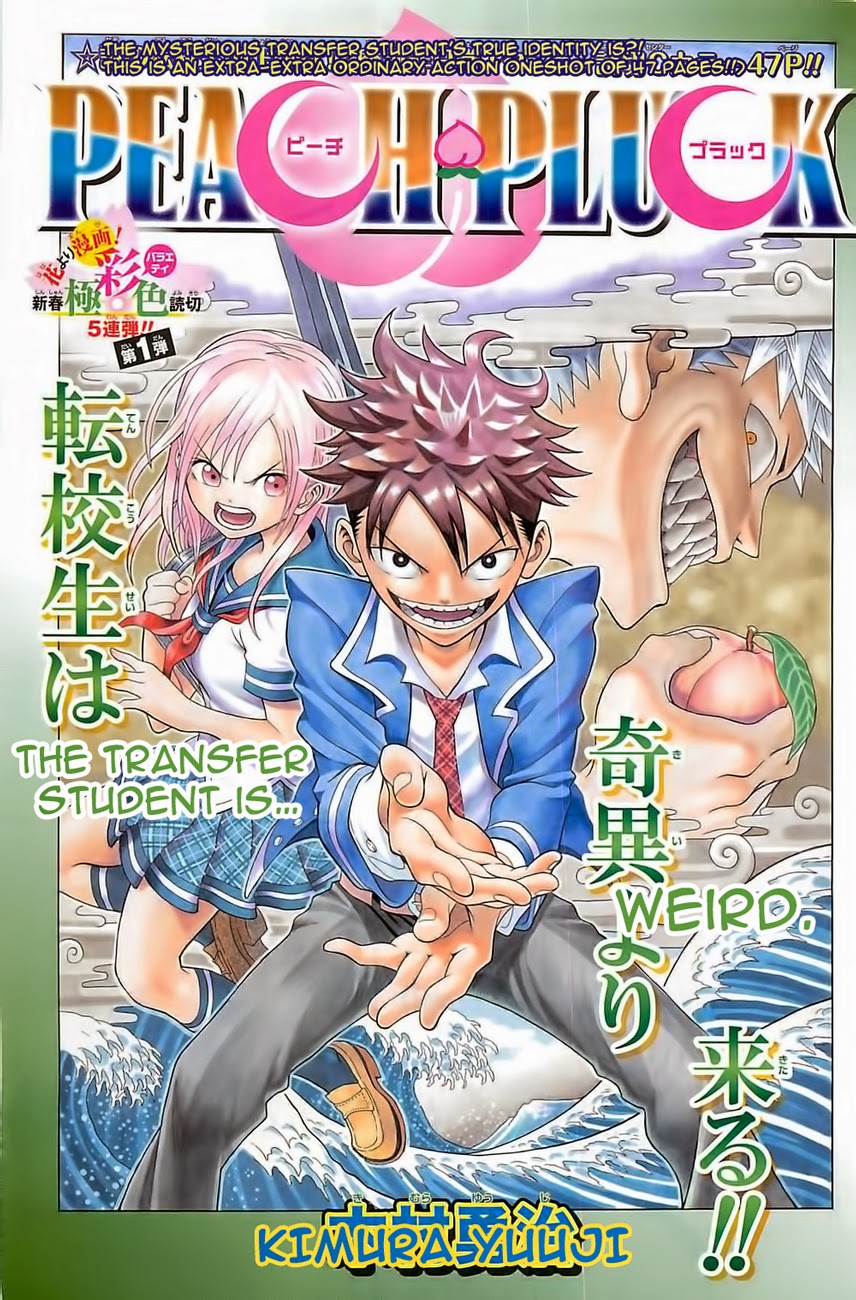 ☆THE MYSTERIOUS TRANSFER STUDENT'S TRUE IDENTITY IS?!
THIS IS AN EXTRA-EXTRA ORDINARY-ACTION ONESHOT OF 47 PAGES!!
47P!!
PEACH PLUCK
ピーチ
プラック
花より漫画!
新春極彩色読切
バラエティ
5連弾!!
第1弾
転校生は
THE TRANSFER
STUDENT IS...
奇異より
WEIRD.
来る!!
KIMURA YUUJI